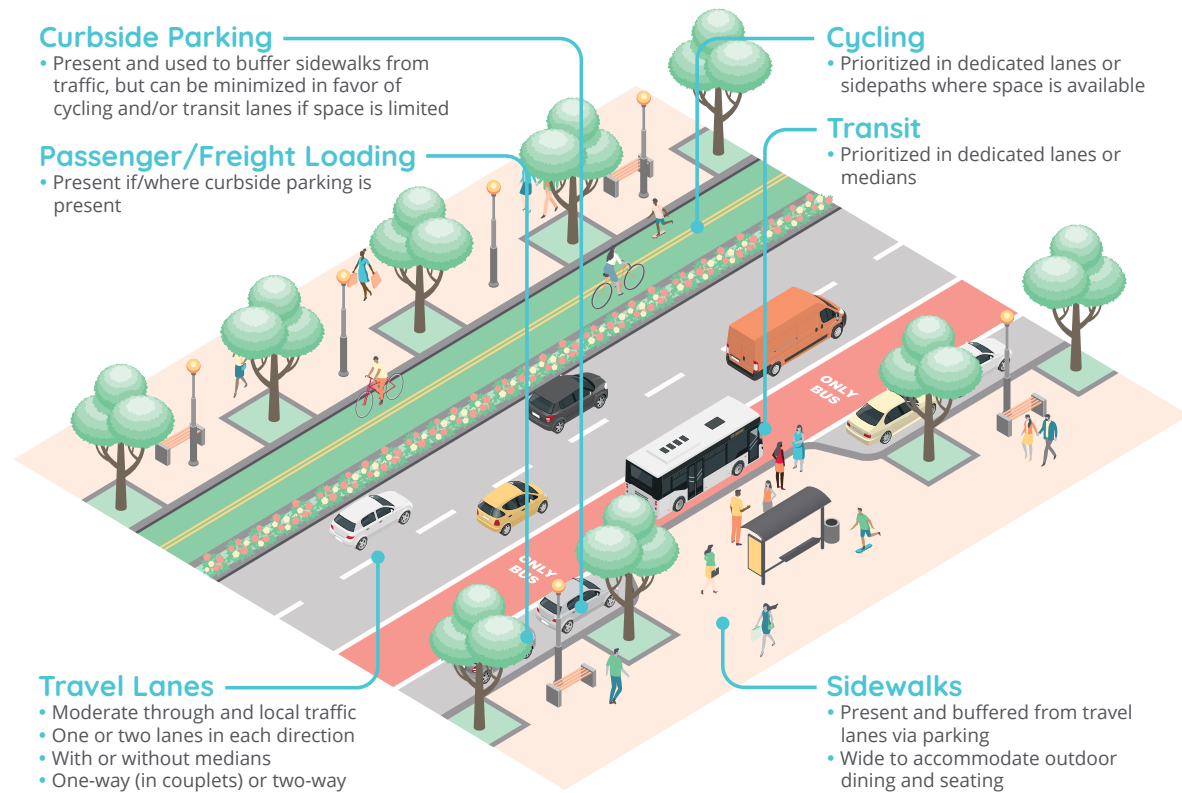 Curbside Parking
• Present and used to buffer sidewalks from
traffic, but can be minimized in favor of
cycling and/or transit lanes if space is limited
Passenger/Freight Loading
• Present if/where curbside parking is
present
Cycling
• Prioritized in dedicated lanes or
sidepaths where space is available
Transit
• Prioritized in dedicated lanes or
medians
ONLY
BUS
ONLY
BUS
Travel Lanes
• Moderate through and local traffic
• One or two lanes in each direction
• With or without medians
• One-way (in couplets) or two-way
Sidewalks
• Present and buffered from travel
lanes via parking
• Wide to accommodate outdoor
dining and seating